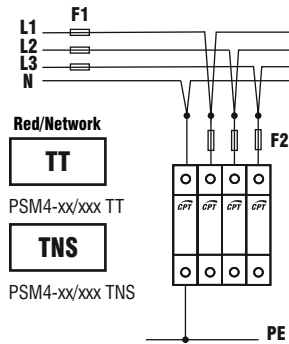 F1
L1
L2
L3
N
Red/Network
F2
TT
CPT CPT CPT CPT
PSM4-xx/xxx TT
TNS
PSM4-xx/xxx TNS
PE